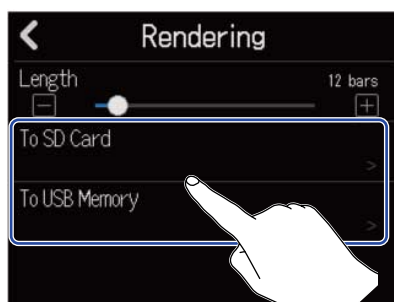 Rendering
Length
12 bars
To SD Card
To USB Memory